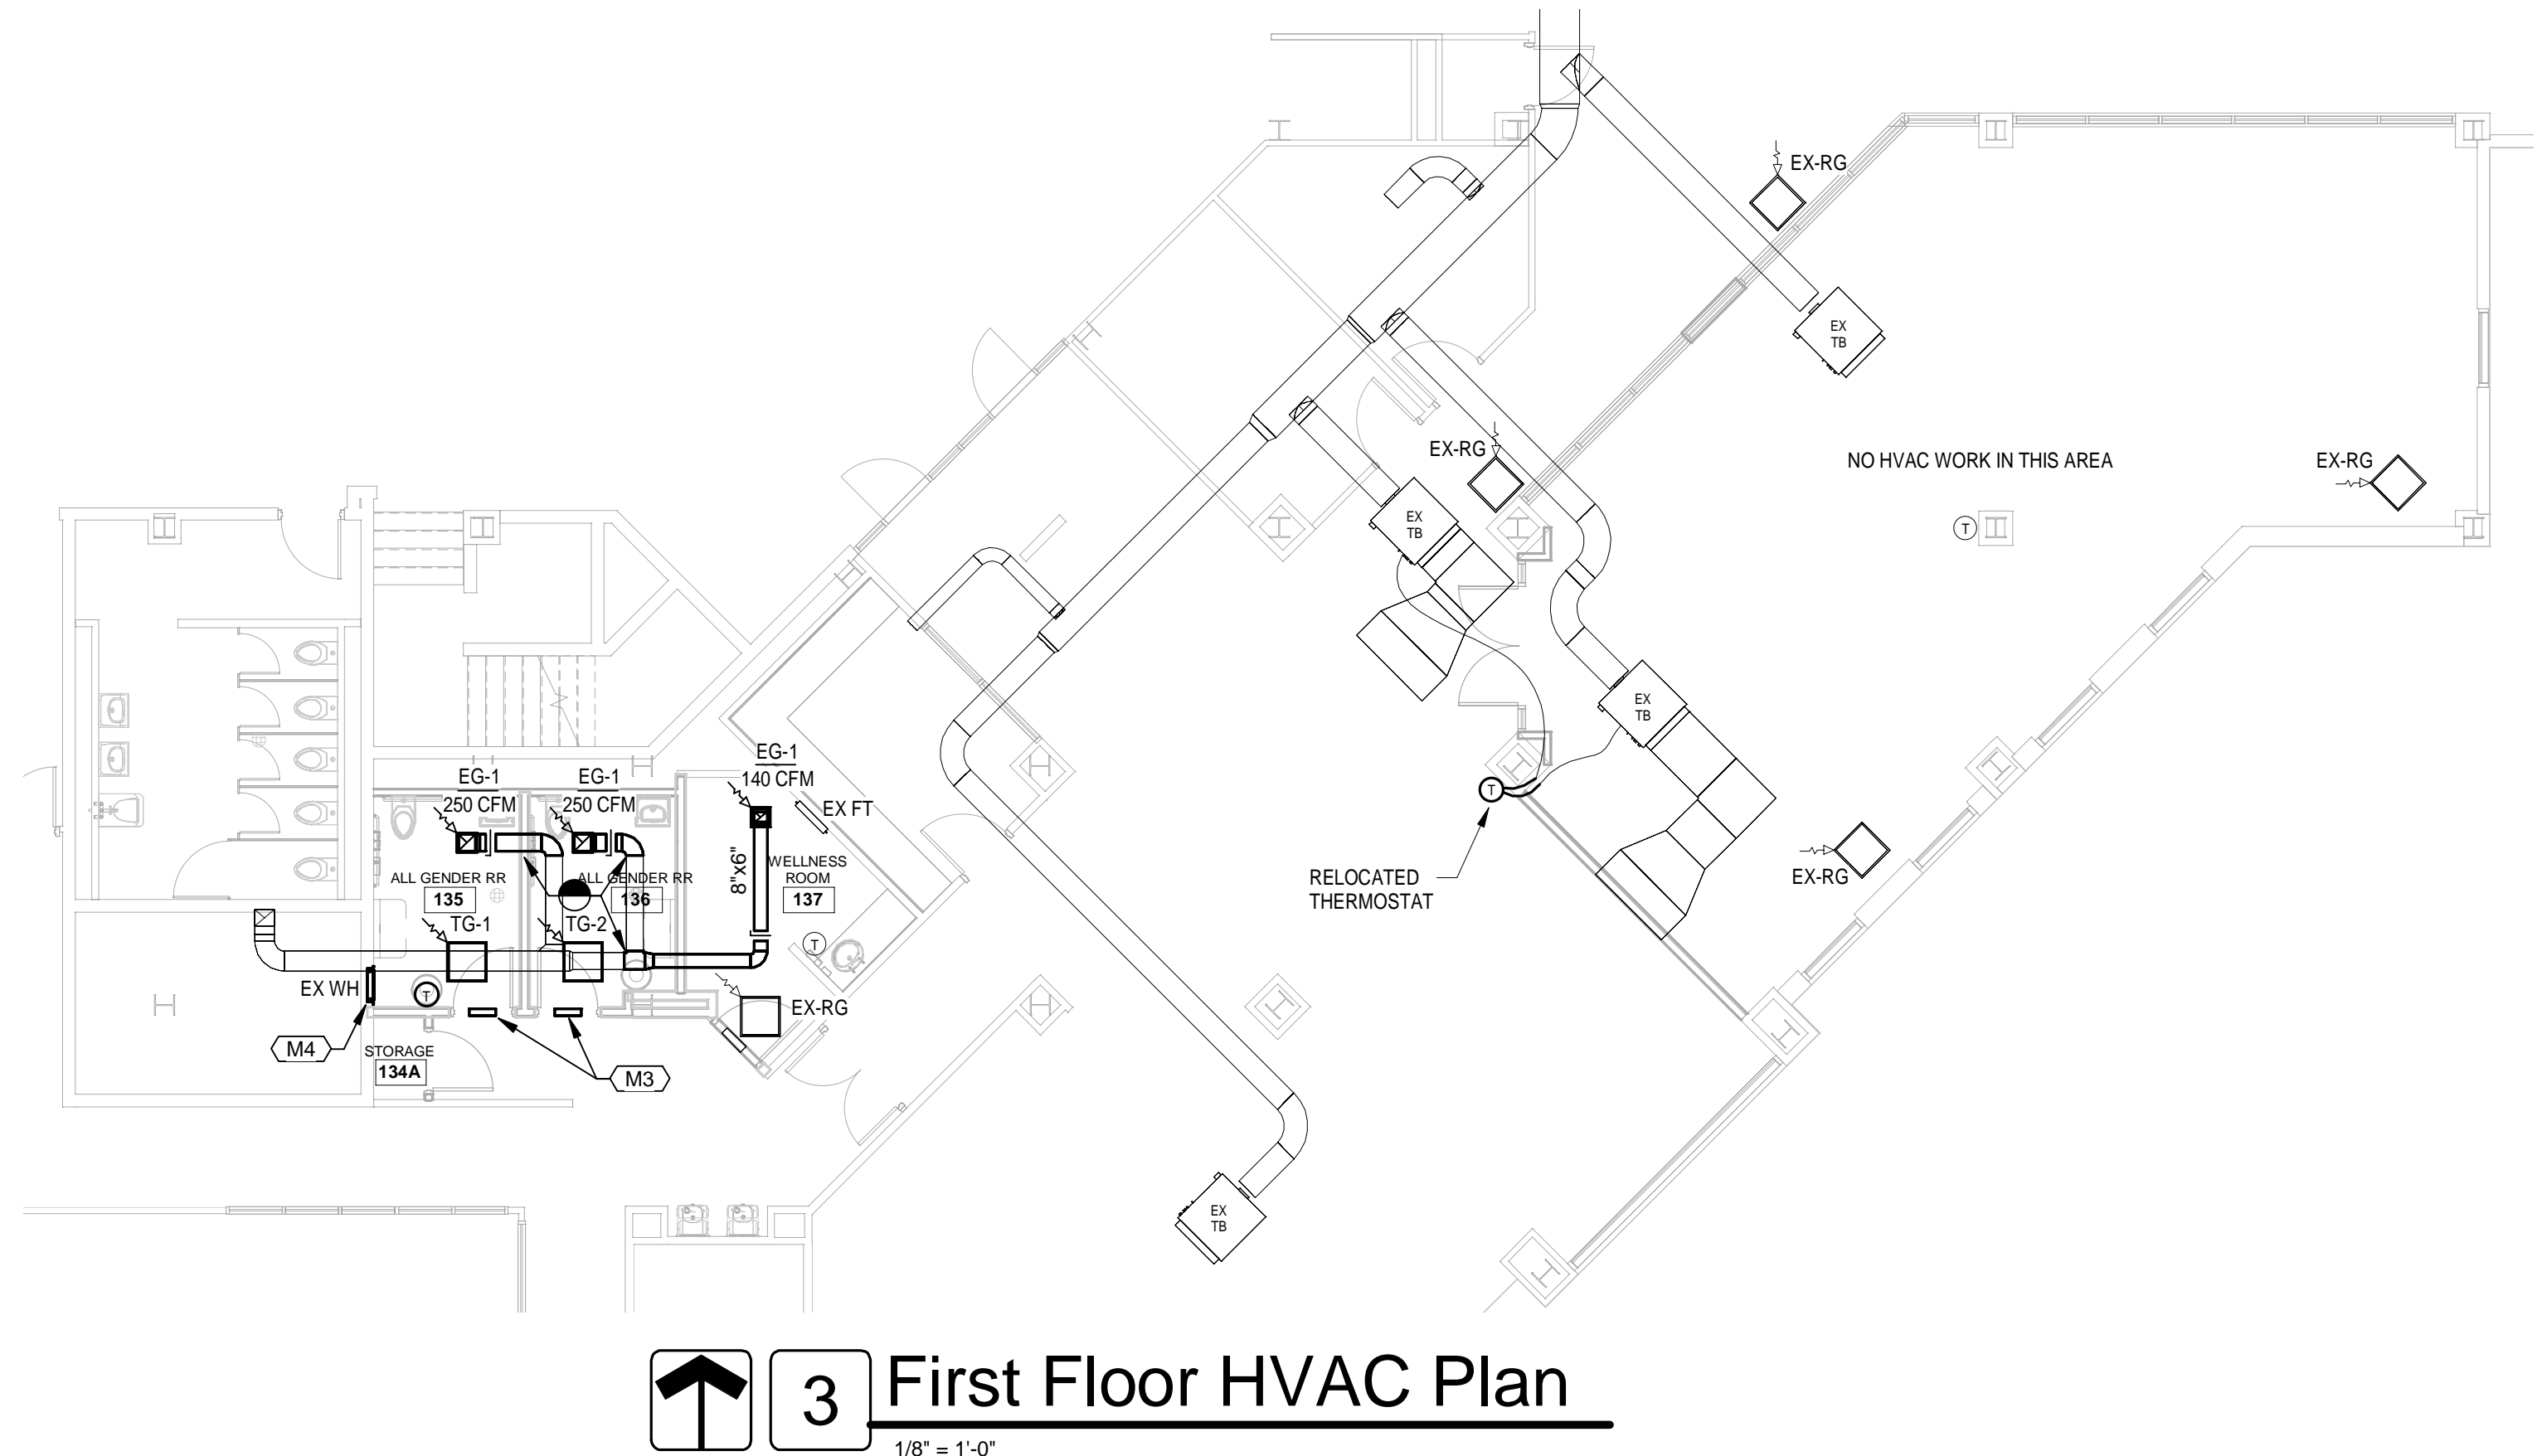 EX-RG
EX
TB
EX-RG
NO HVAC WORK IN THIS AREA
EX-RG
EX
TB
T
EX
TB
EG-1
140 CFM
EG-1
250 CFM
EG-1
250 CFM
EX FT
T
8"x6"
WELLNESS
ROOM
137
ALL GENDER RR
135
ALL GENDER RR
136
RELOCATED
THERMOSTAT
EX-RG
TG-1
TG-2
T
EX WH
T
EX-RG
M4
STORAGE
134A
M3
EX
TB
3
First Floor HVAC Plan
1/8" = 1'-0"